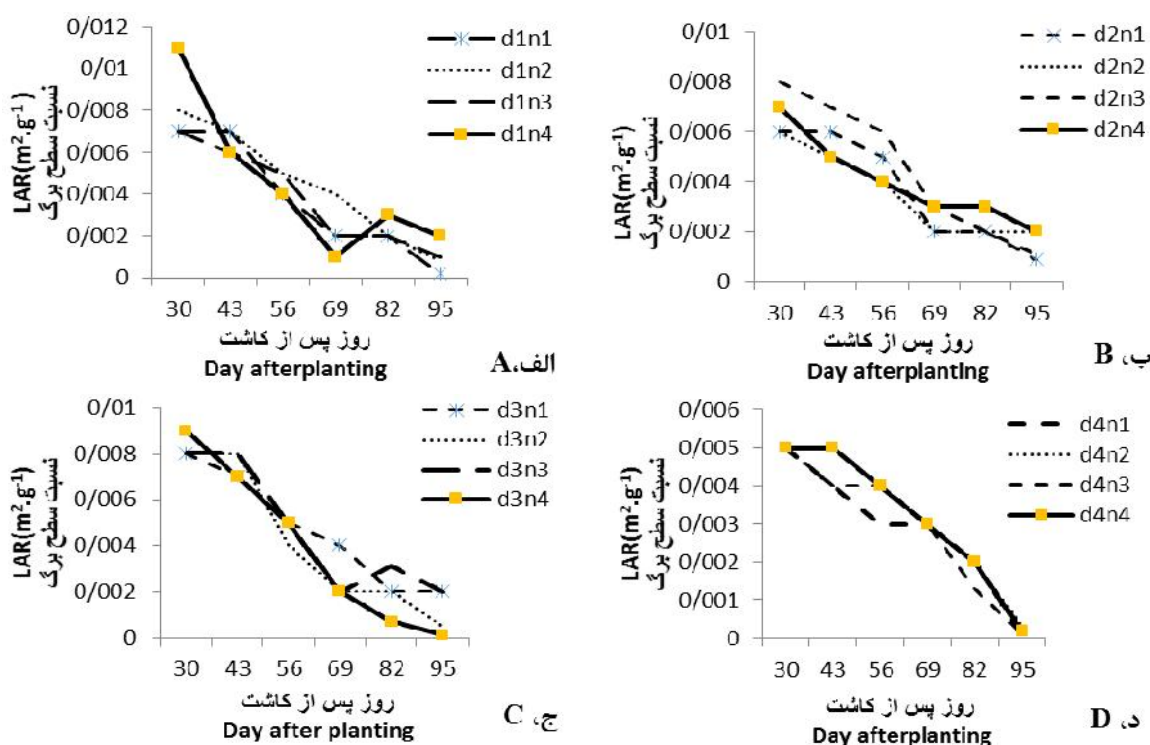 0/012
0/01
0/008
0/006
0/004
0/002
0
LAR(m².g⁻¹)
نسبت سطح برگ
d1n1
d1n2
d1n3
d1n4
30 43 56 69 82 95
روز پس از کاشت
Day afterplanting
الف، A
0/01
0/008
0/006
0/004
0/002
0
LAR(m².g⁻¹)
نسبت سطح برگ
d2n1
d2n2
d2n3
d2n4
30 43 56 69 82 95
روز پس از کاشت
Day afterplanting
ب، B
0/01
0/008
0/006
0/004
0/002
0
LAR(m².g⁻¹)
نسبت سطح برگ
d3n1
d3n2
d3n3
d3n4
30 43 56 69 82 95
روز پس از کاشت
Day after planting
ج، C
0/006
0/005
0/004
0/003
0/002
0/001
0
LAR(m².g⁻¹)
نسبت سطح برگ
d4n1
d4n2
d4n3
d4n4
30 43 56 69 82 95
روز پس از کاشت
Day afterplanting
د، D